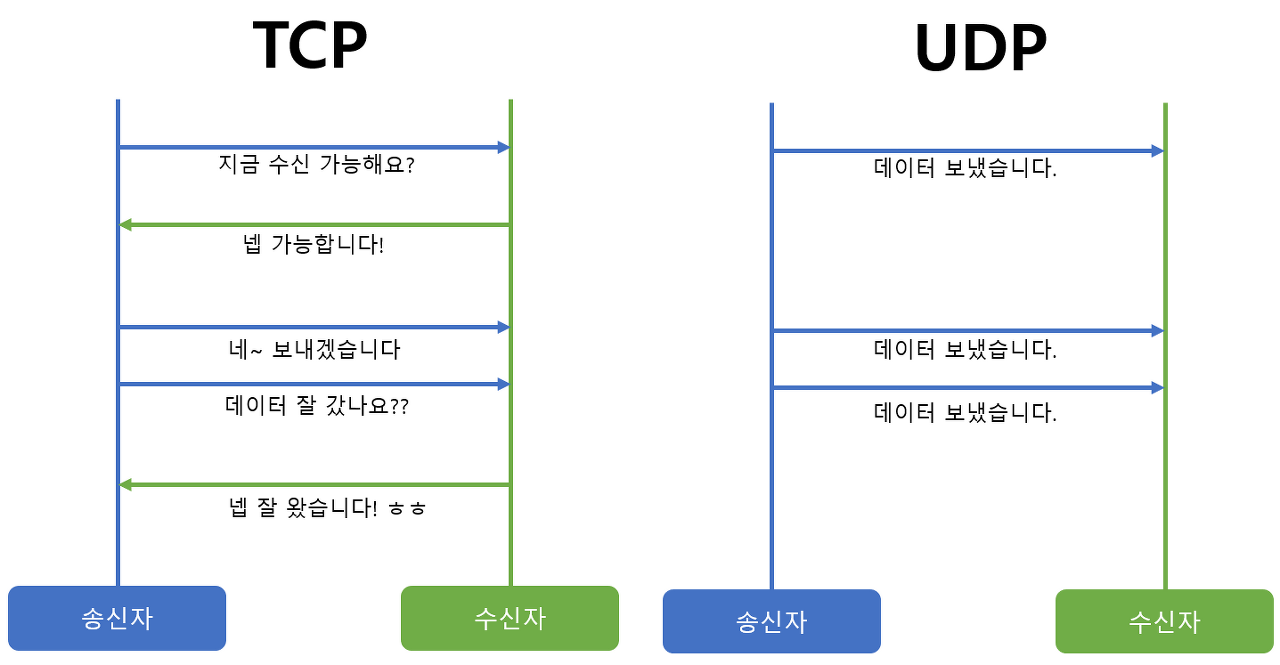 TCP
지금 수신 가능해요?
넵 가능합니다!
네~ 보내겠습니다
데이터 잘 갔나요??
넵 잘 왔습니다! ㅎㅎ
송신자
수신자
UDP
데이터 보냈습니다.
데이터 보냈습니다.
데이터 보냈습니다.
송신자
수신자